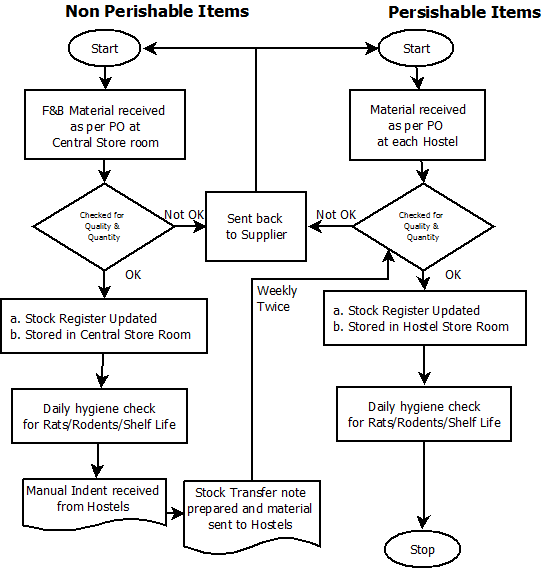 Non Perishable Items
Persishable Items
Start
Start
F&B Material received
as per PO at
Central Store room
Material received
as per PO
at each Hostel
Checked for
Quality &
Quantity
Not OK
Sent back
to Supplier
Not OK
Checked for
Quality &
Quantity
OK
OK
Weekly
Twice
a. Stock Register Updated
b. Stored in Central Store Room
a. Stock Register Updated
b. Stored in Hostel Store Room
Daily hygiene check
for Rats/Rodents/Shelf Life
Daily hygiene check
for Rats/Rodents/Shelf Life
Manual Indent received
from Hostels
Stock Transfer note
prepared and material
sent to Hostels
Stop